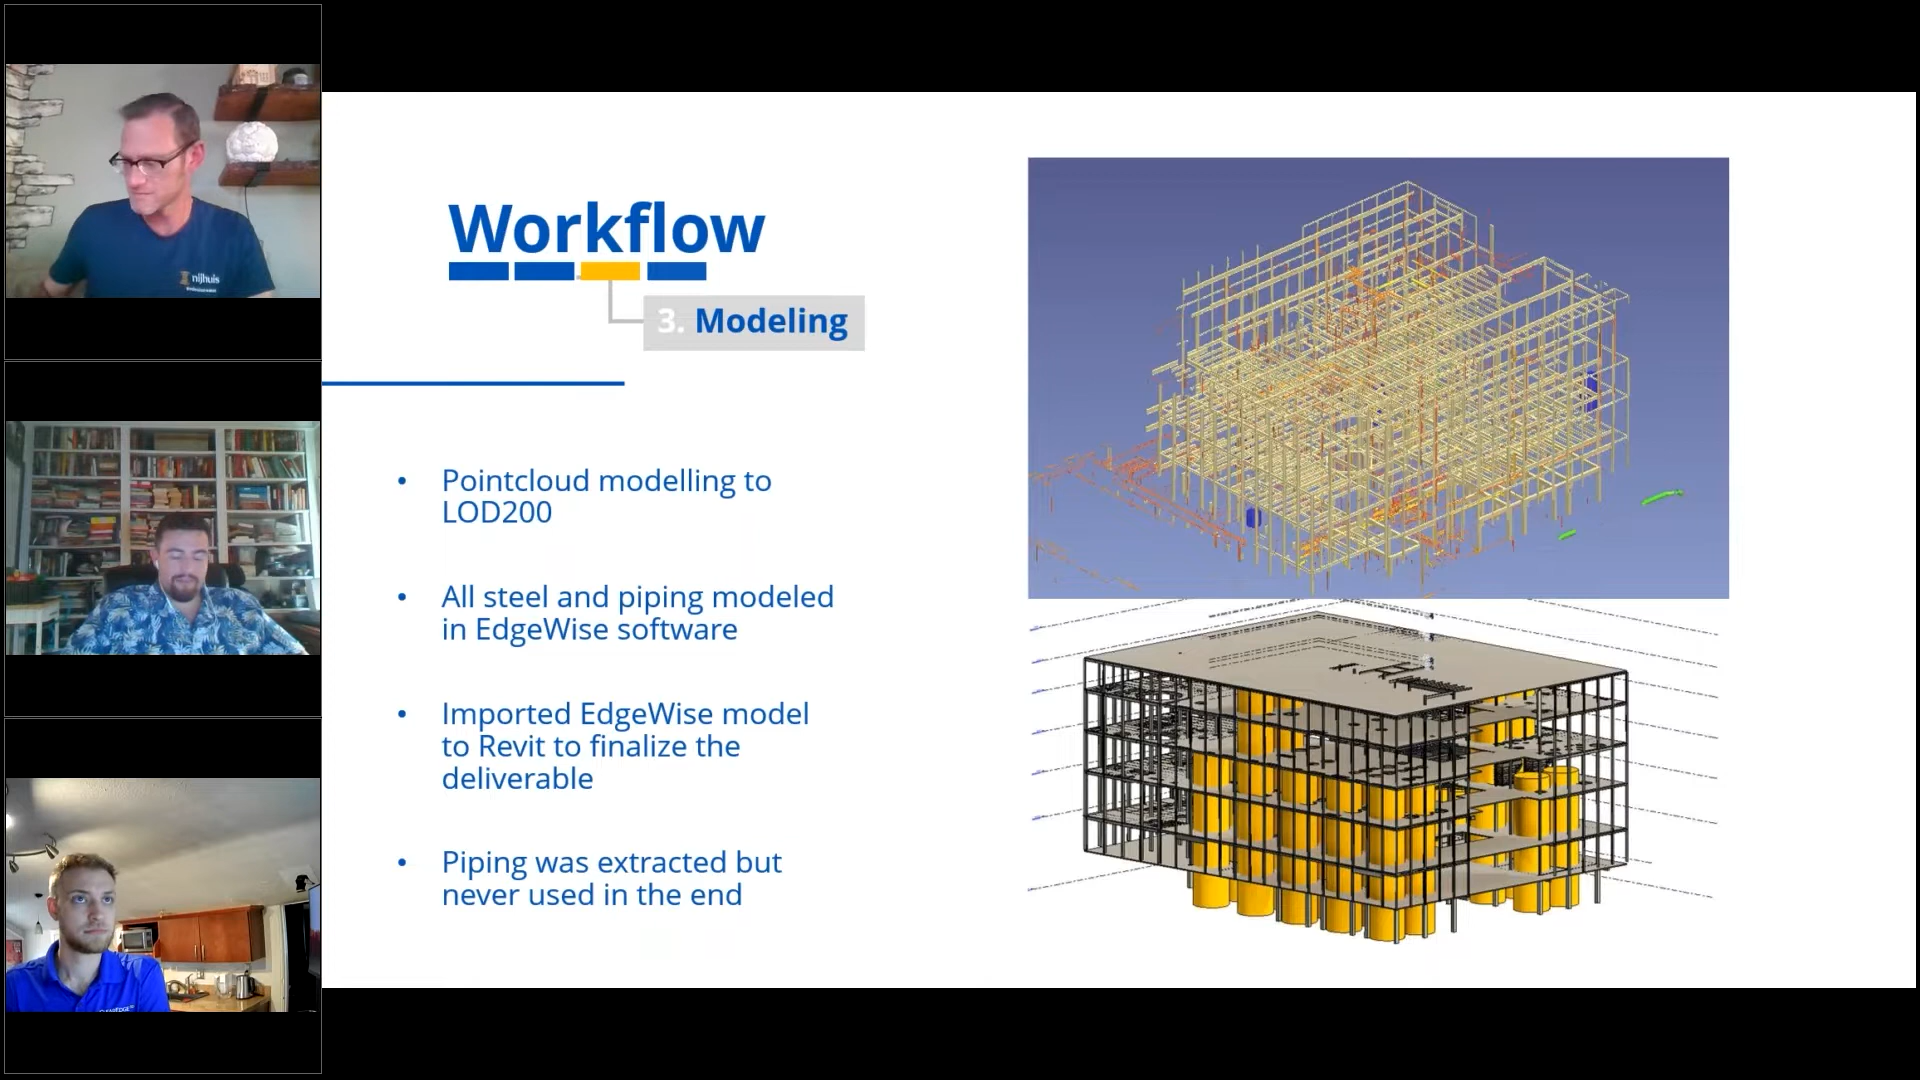 nijhuis
Workflow
3. Modeling
• Pointcloud modelling to
LOD200
• All steel and piping modeled
in EdgeWise software
• Imported EdgeWise model
to Revit to finalize the
deliverable
• Piping was extracted but
never used in the end